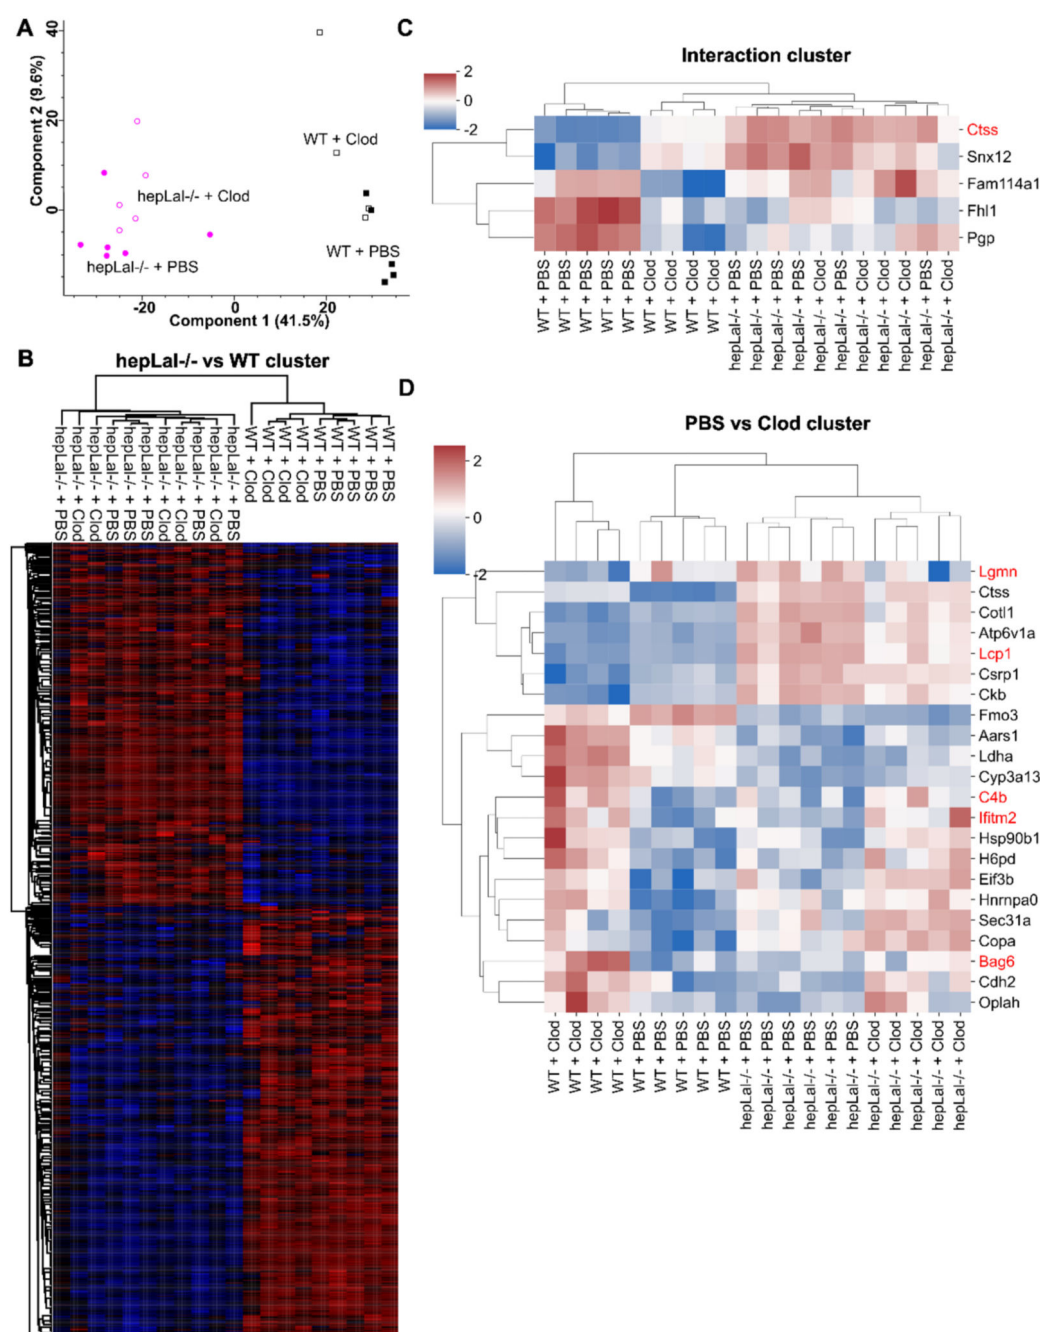 A
40
20
0
Component 2 (9.6%)
WT + Clod
hepLal-/- + Clod
WT + PBS
hepLal-/- + PBS
-20
0
20
Component 1 (41.5%)
B
hepLal-/- vs WT cluster
hepLal-/- + PBS
hepLal-/- + Clod
hepLal-/- + Clod
hepLal-/- + PBS
hepLal-/- + PBS
hepLal-/- + PBS
hepLal-/- + Clod
hepLal-/- + Clod
hepLal-/- + PBS
hepLal-/- + Clod
hepLal-/- + PBS
WT + Clod
WT + Clod
WT + Clod
WT + Clod
WT + PBS
WT + PBS
WT + PBS
WT + PBS
WT + PBS
C
Interaction cluster
2
0
-2
Ctss
Snx12
Fam114a1
Fhl1
Pgp
WT + PBS
WT + PBS
WT + PBS
WT + PBS
WT + PBS
WT + Clod
WT + Clod
WT + Clod
WT + Clod
hepLal-/- + PBS
hepLal-/- + PBS
hepLal-/- + PBS
hepLal-/- + PBS
hepLal-/- + Clod
hepLal-/- + PBS
hepLal-/- + Clod
hepLal-/- + Clod
hepLal-/- + PBS
hepLal-/- + Clod
D
PBS vs Clod cluster
2
0
-2
Lgmn
Ctss
Cotl1
Atp6v1a
Lcp1
Csrp1
Ckb
Fmo3
Aars1
Ldha
Cyp3a13
C4b
Ifitm2
Hsp90b1
H6pd
Eif3b
Hnrnpa0
Sec31a
Copa
Bag6
Cdh2
Oplah
WT + Clod
WT + Clod
WT + Clod
WT + Clod
WT + PBS
WT + PBS
WT + PBS
WT + PBS
WT + PBS
hepLal-/- + PBS
hepLal-/- + PBS
hepLal-/- + PBS
hepLal-/- + PBS
hepLal-/- + PBS
hepLal-/- + PBS
hepLal-/- + Clod
hepLal-/- + Clod
hepLal-/- + Clod
hepLal-/- + Clod
hepLal-/- + Clod